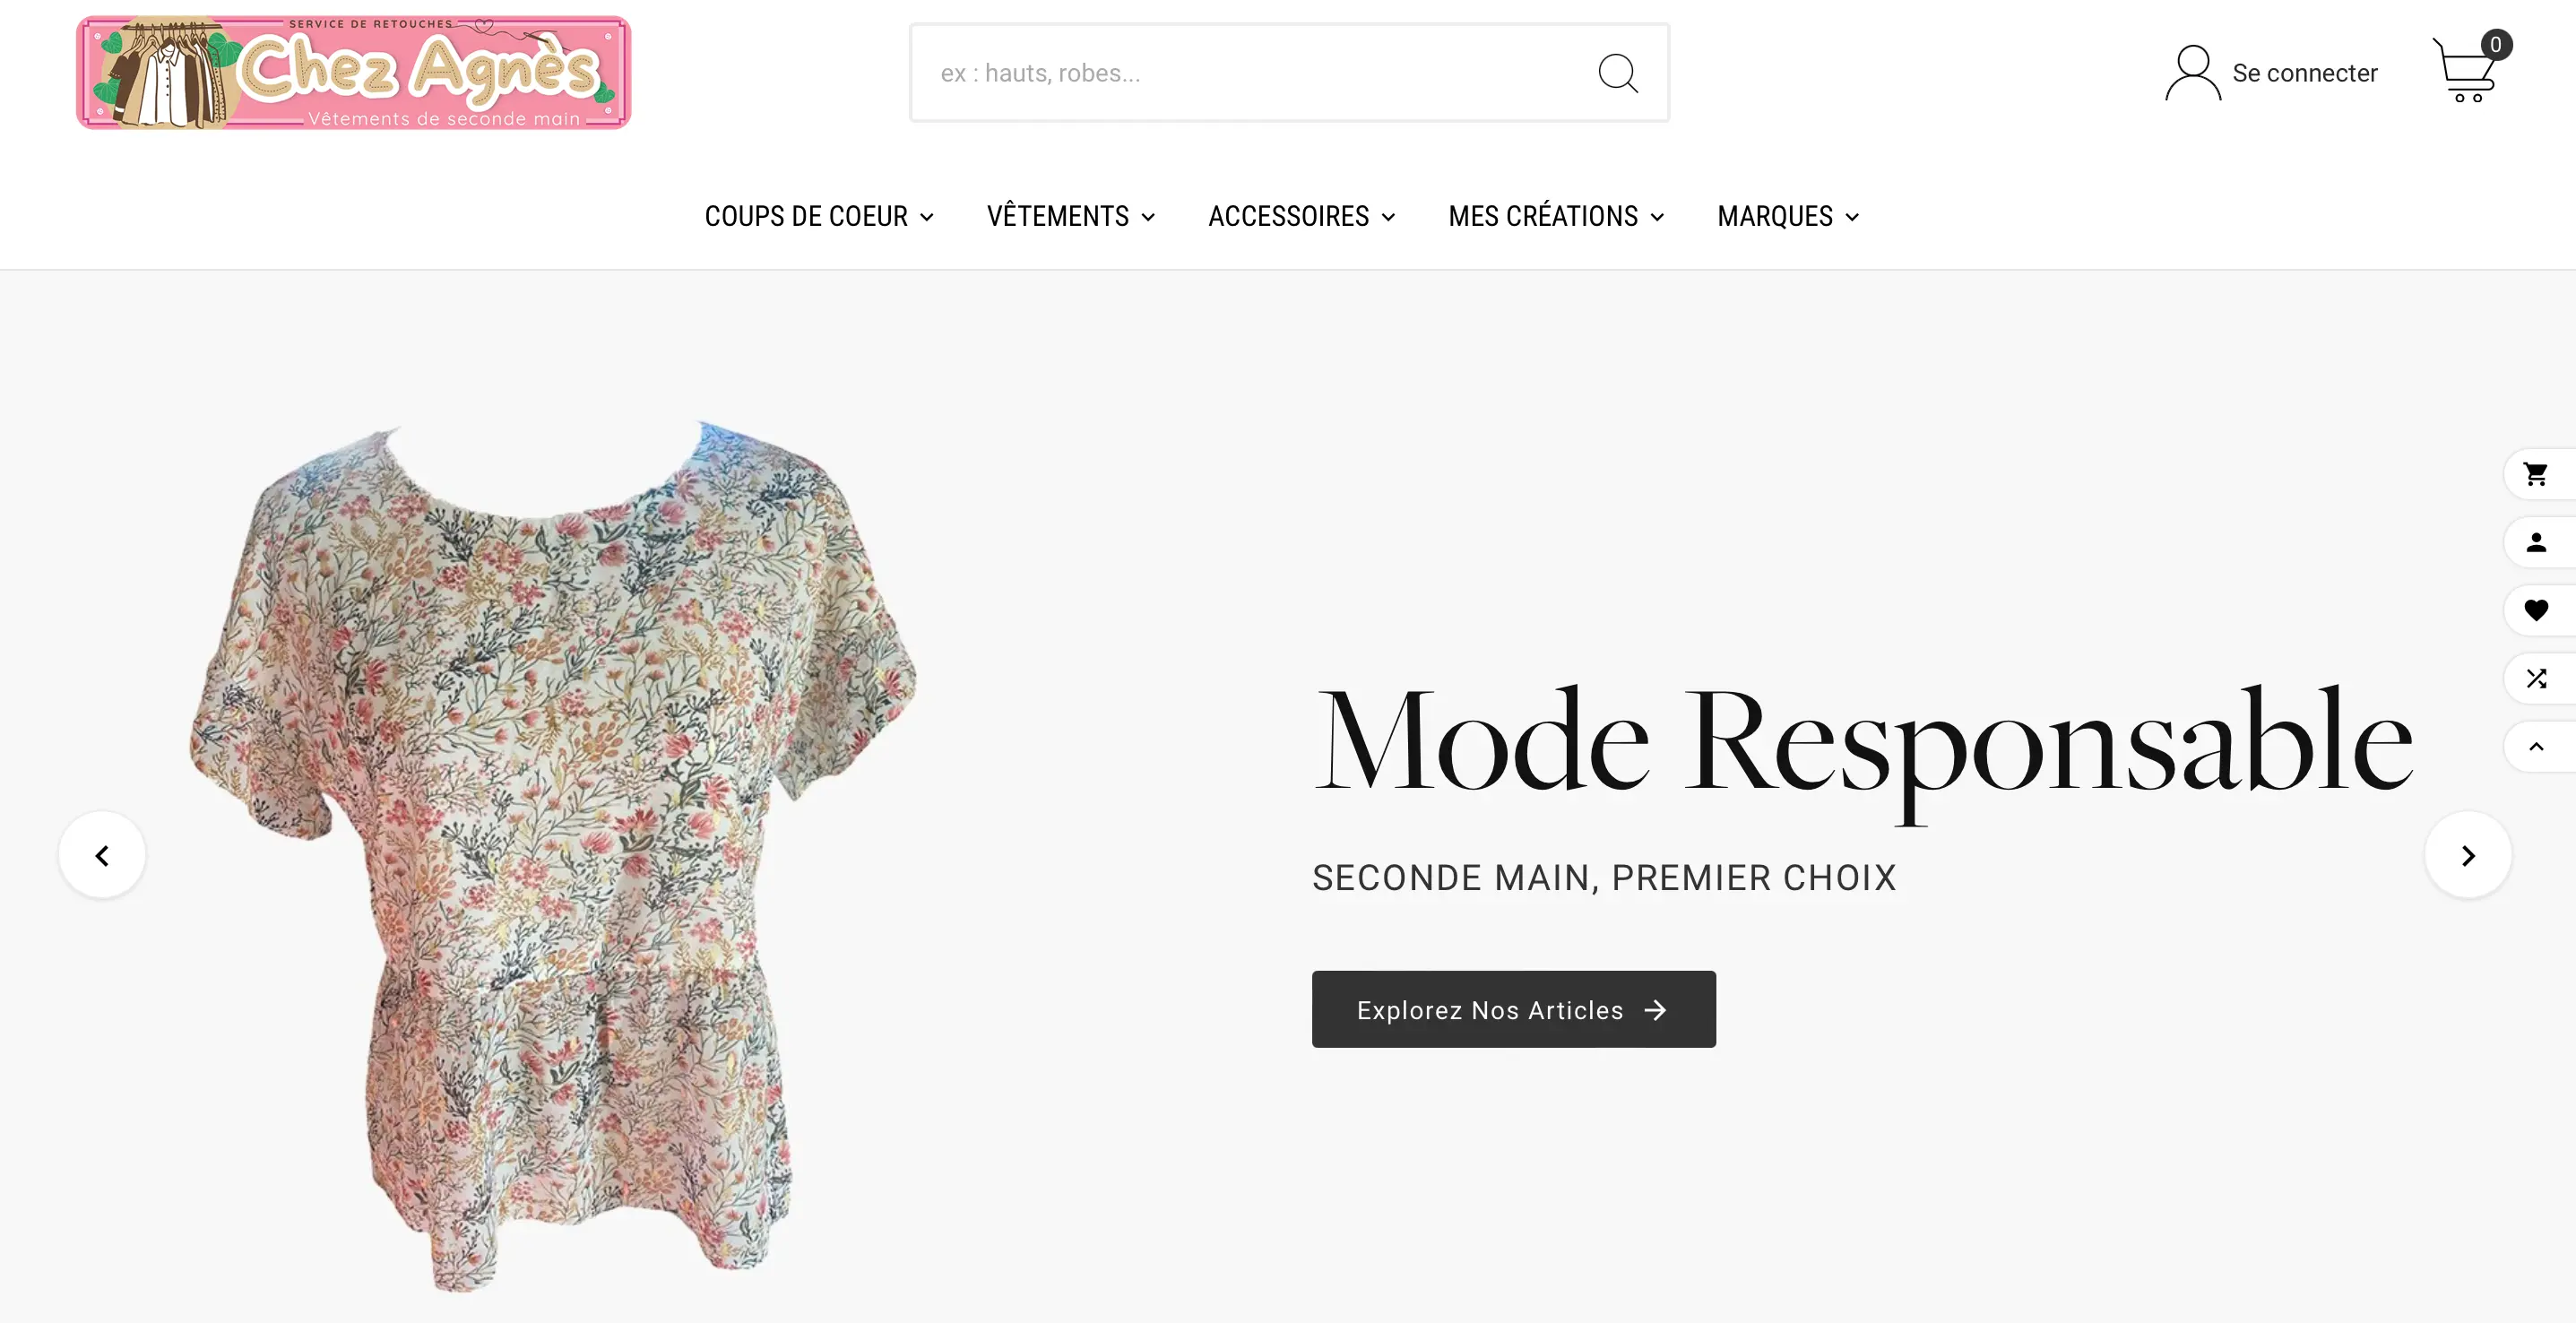 SERVICE DE RETOUCHES
Chez Agnès
Vêtements de seconde main
ex : hauts, robes...
Se connecter
0
COUPS DE COEUR
VÊTEMENTS
ACCESSOIRES
MES CRÉATIONS
MARQUES
Mode Responsable
SECONDE MAIN, PREMIER CHOIX
Explorez Nos Articles